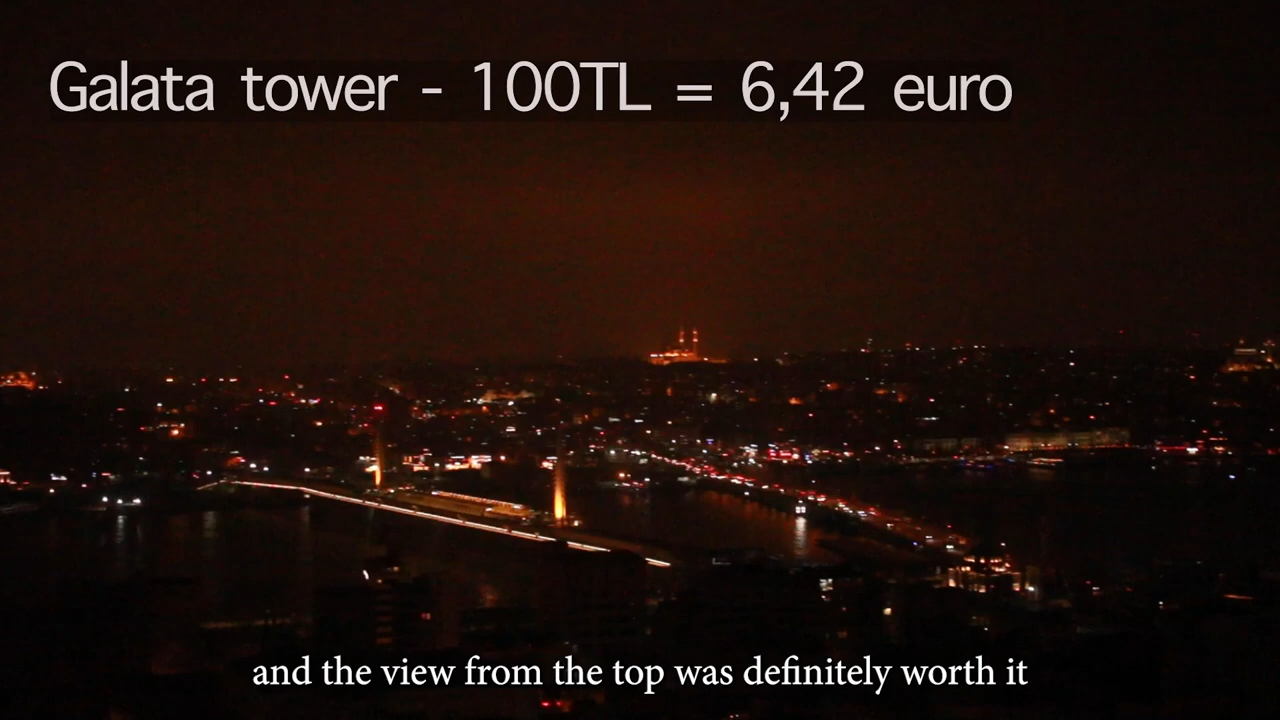 Galata tower - 100TL = 6,42 euro
and the view from the top was definitely worth it